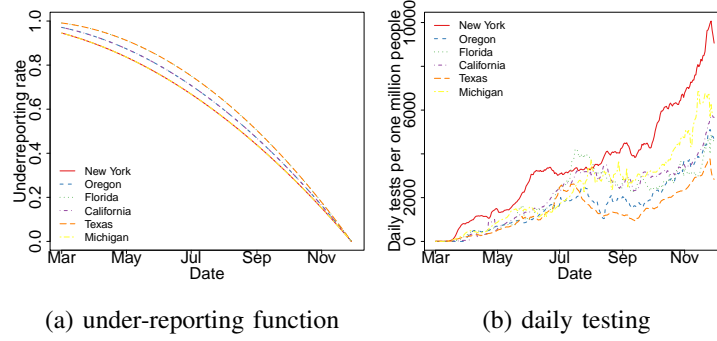 Underreporting rate
1.0
0.8
0.6
0.4
0.2
0.0
New York
Oregon
Florida
California
Texas
Michigan
Mar May Jul Sep Nov
Date
(a) under-reporting function
Daily tests per one million people
10000
6000
2000
0
New York
Oregon
Florida
California
Texas
Michigan
Mar May Jul Sep Nov
Date
(b) daily testing